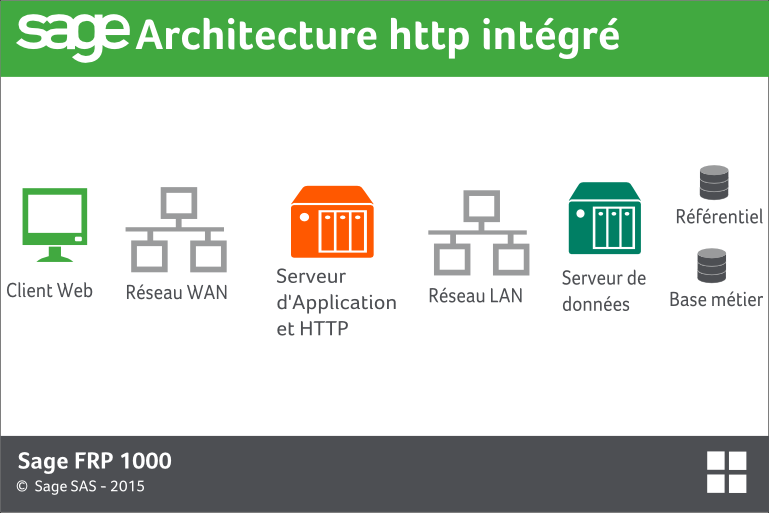 sage Architecture http intégré
Client Web
Réseau WAN
Serveur
d'Application
et HTTP
Réseau LAN
Serveur de
données
Référentiel
Base métier
Sage FRP 1000
© Sage SAS - 2015